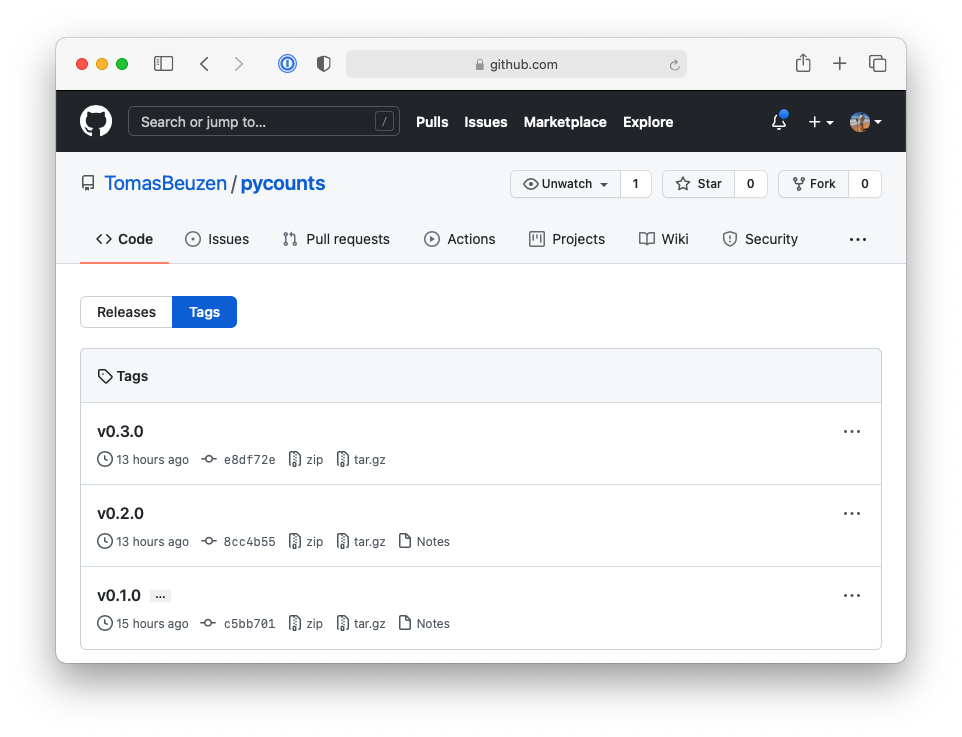 github.com
Search or jump to... /
Pulls Issues Marketplace Explore
TomasBeuzen / pycounts
Unwatch 1 Star 0 Fork 0
Code Issues Pull requests Actions Projects Wiki Security ...
Releases Tags
Tags
v0.3.0 ...
13 hours ago e8df72e zip tar.gz
v0.2.0 ...
13 hours ago 8cc4b55 zip tar.gz Notes
v0.1.0 ... ...
15 hours ago c5bb701 zip tar.gz Notes